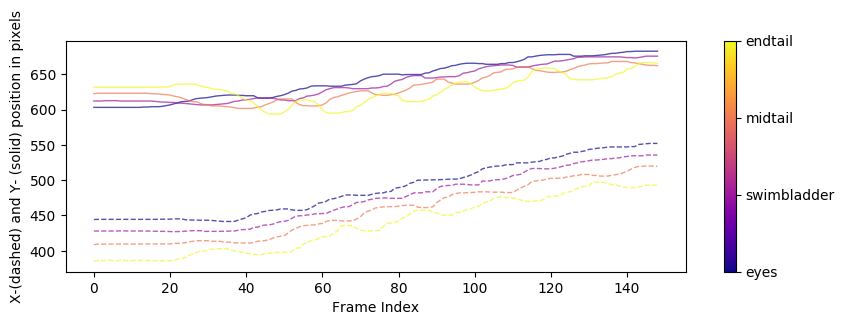 X-(dashed) and Y- (solid) position in pixels
650
600
550
500
450
400
0 20 40 60 80 100 120 140
Frame Index
endtail
midtail
swimbladder
eyes